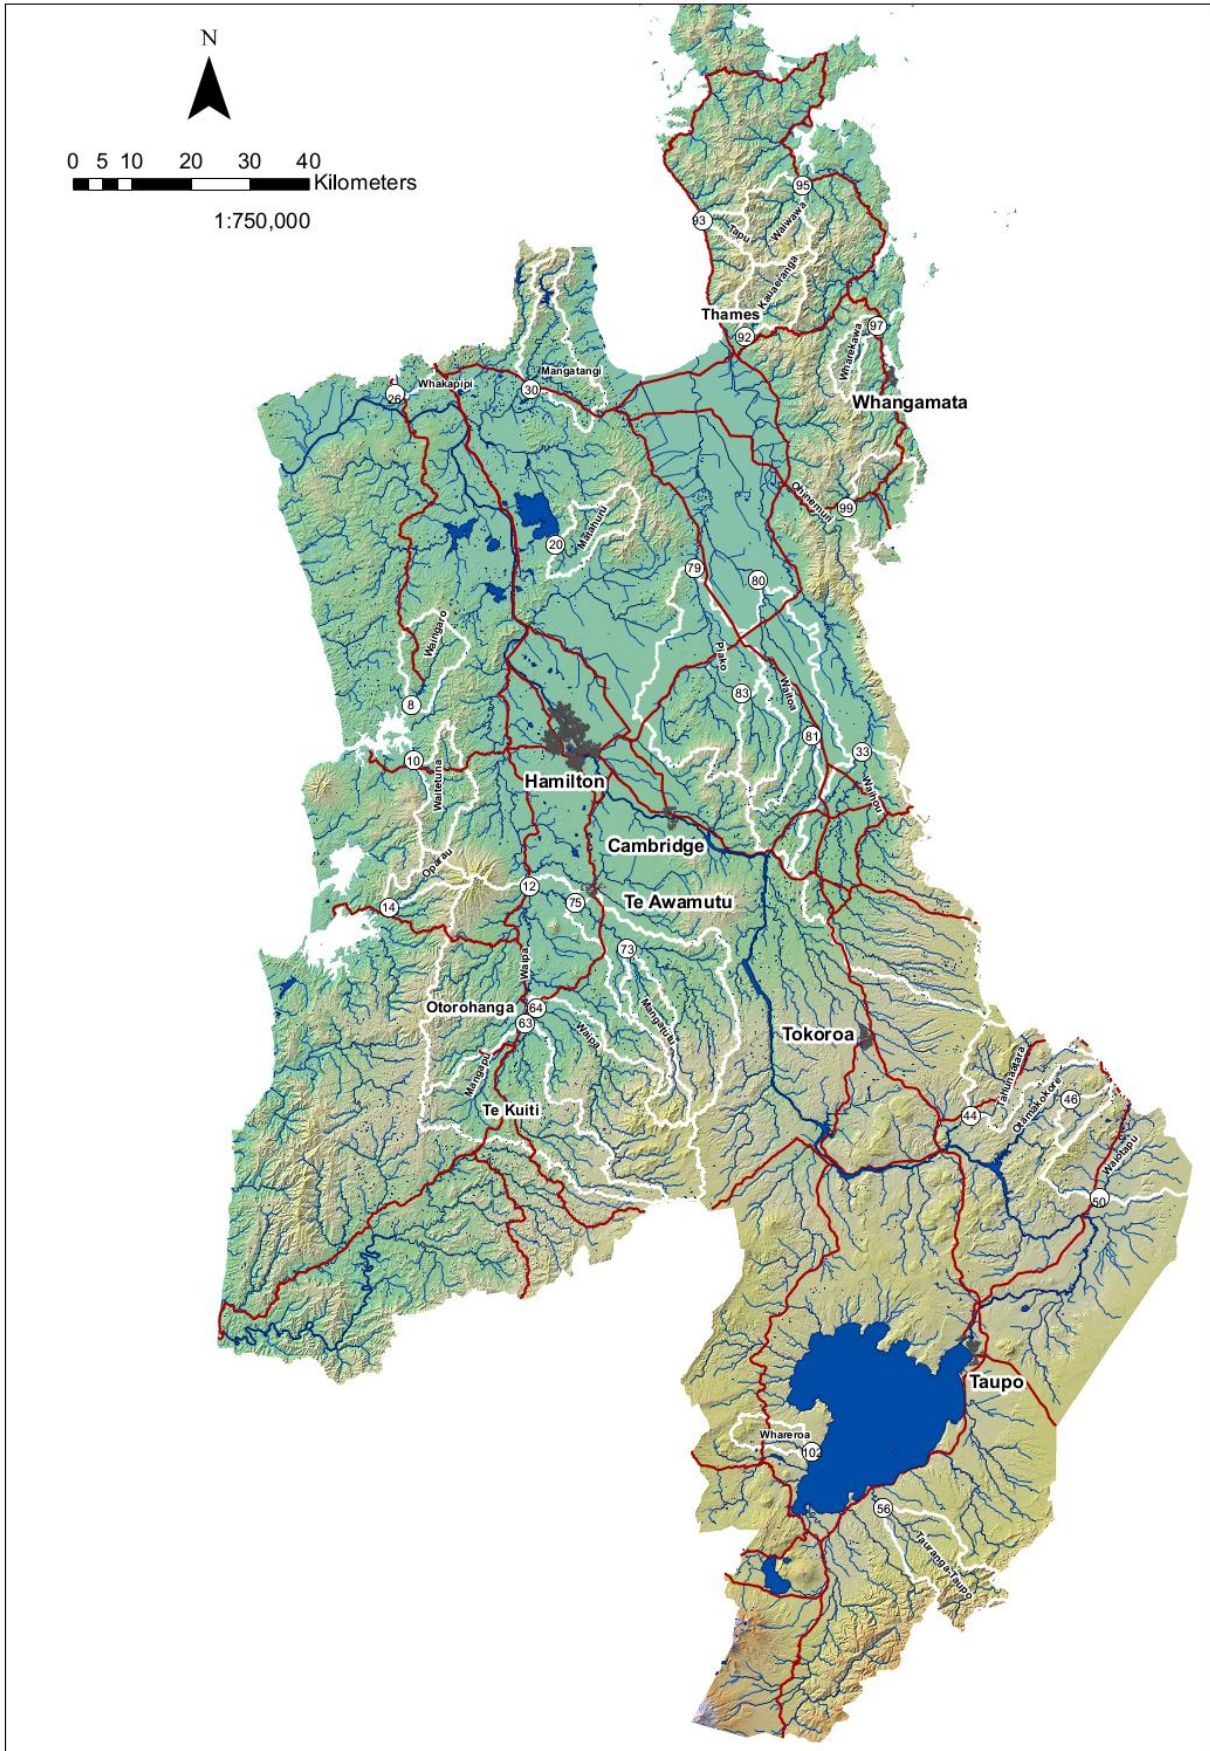 N
0 5 10 20 30 40
Kilometers
1:750,000
95
93
Tapu
Waiwawa
Kauaeranga
Thames
92
97
Wharekawa
Whangamata
Mangatangi
30
Whakapipi
26
Ohinemuri
99
Matahuru
20
79
80
Waingaro
8
Piako
83
Waitoa
81
33
Waihou
10
Waitetuna
Hamilton
Cambridge
Oparau
14
12
75
Te Awamutu
73
Waipa
Mangatutu
Otorohanga
64
63
Waipa
Mangapu
Te Kuiti
Tokoroa
Tahunaatara
44
Otamakokore
46
Waiotapu
50
Taupo
Whareroa
102
56
Tauranga-Taupo